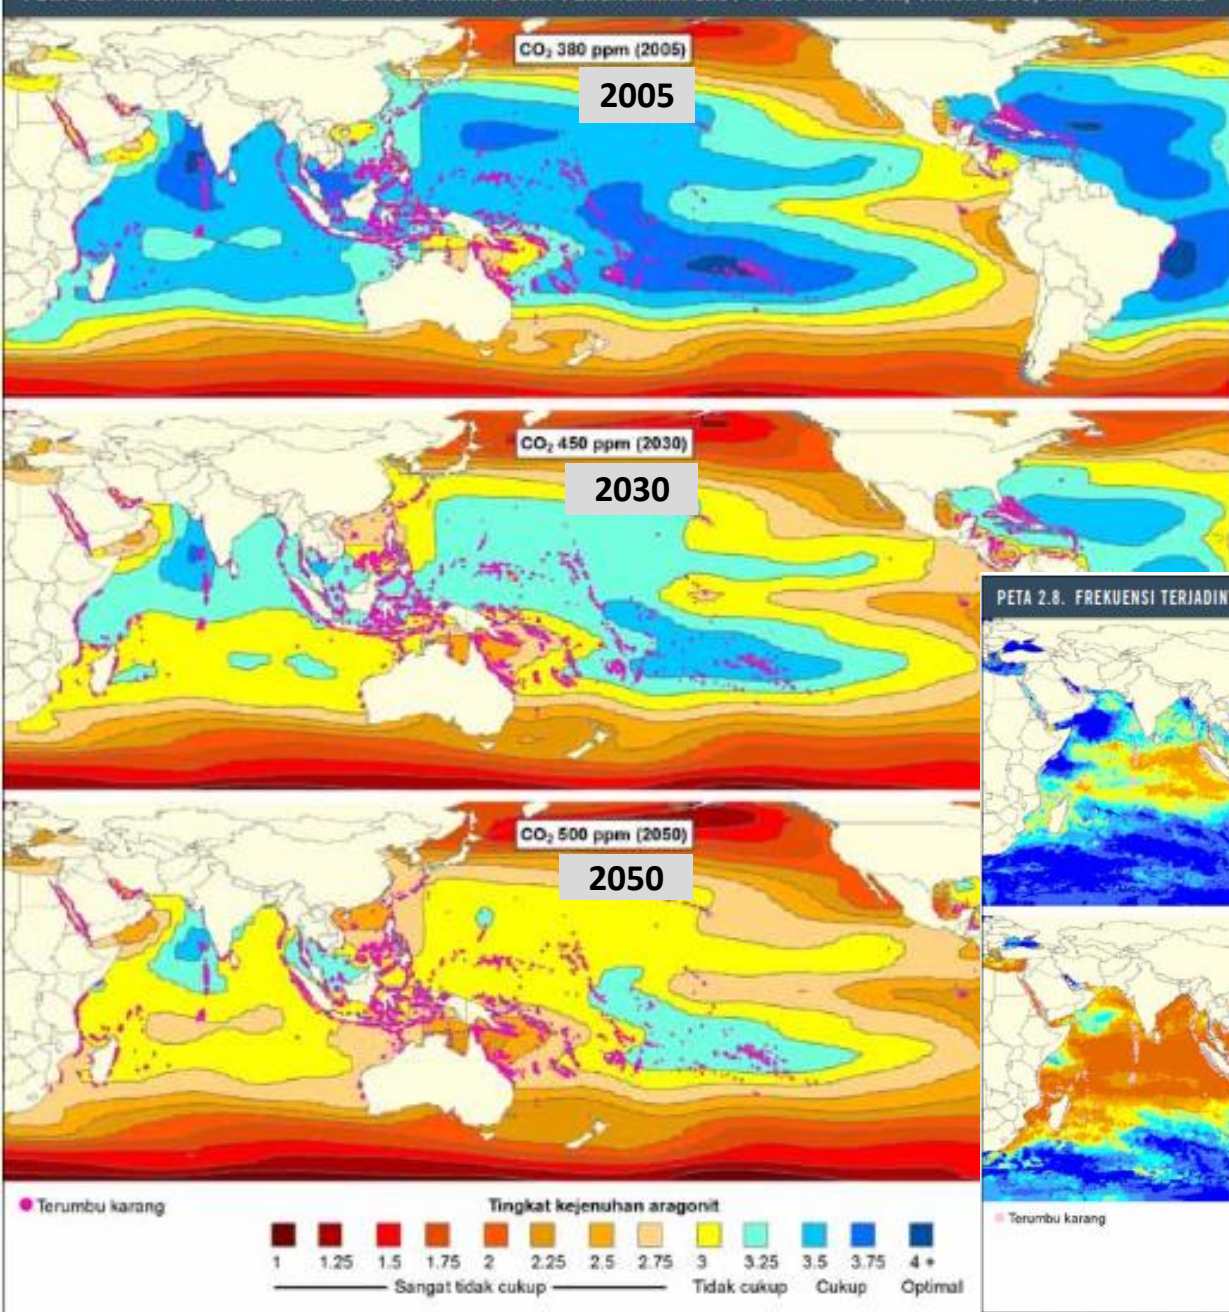 CO₂ 380 ppm (2005)
2005
CO₂ 450 ppm (2030)
2030
PETA 2.8. FREKUENSI TERJADIN
CO₂ 500 ppm (2050)
2050
Terumbu karang
Tingkat kejenuhan aragonit
1 1.25 1.5 1.75 2 2.25 2.5 2.75 3 3.25 3.5 3.75 4 +
Sangat tidak cukup Tidak cukup Cukup Optimal
Terumbu karang